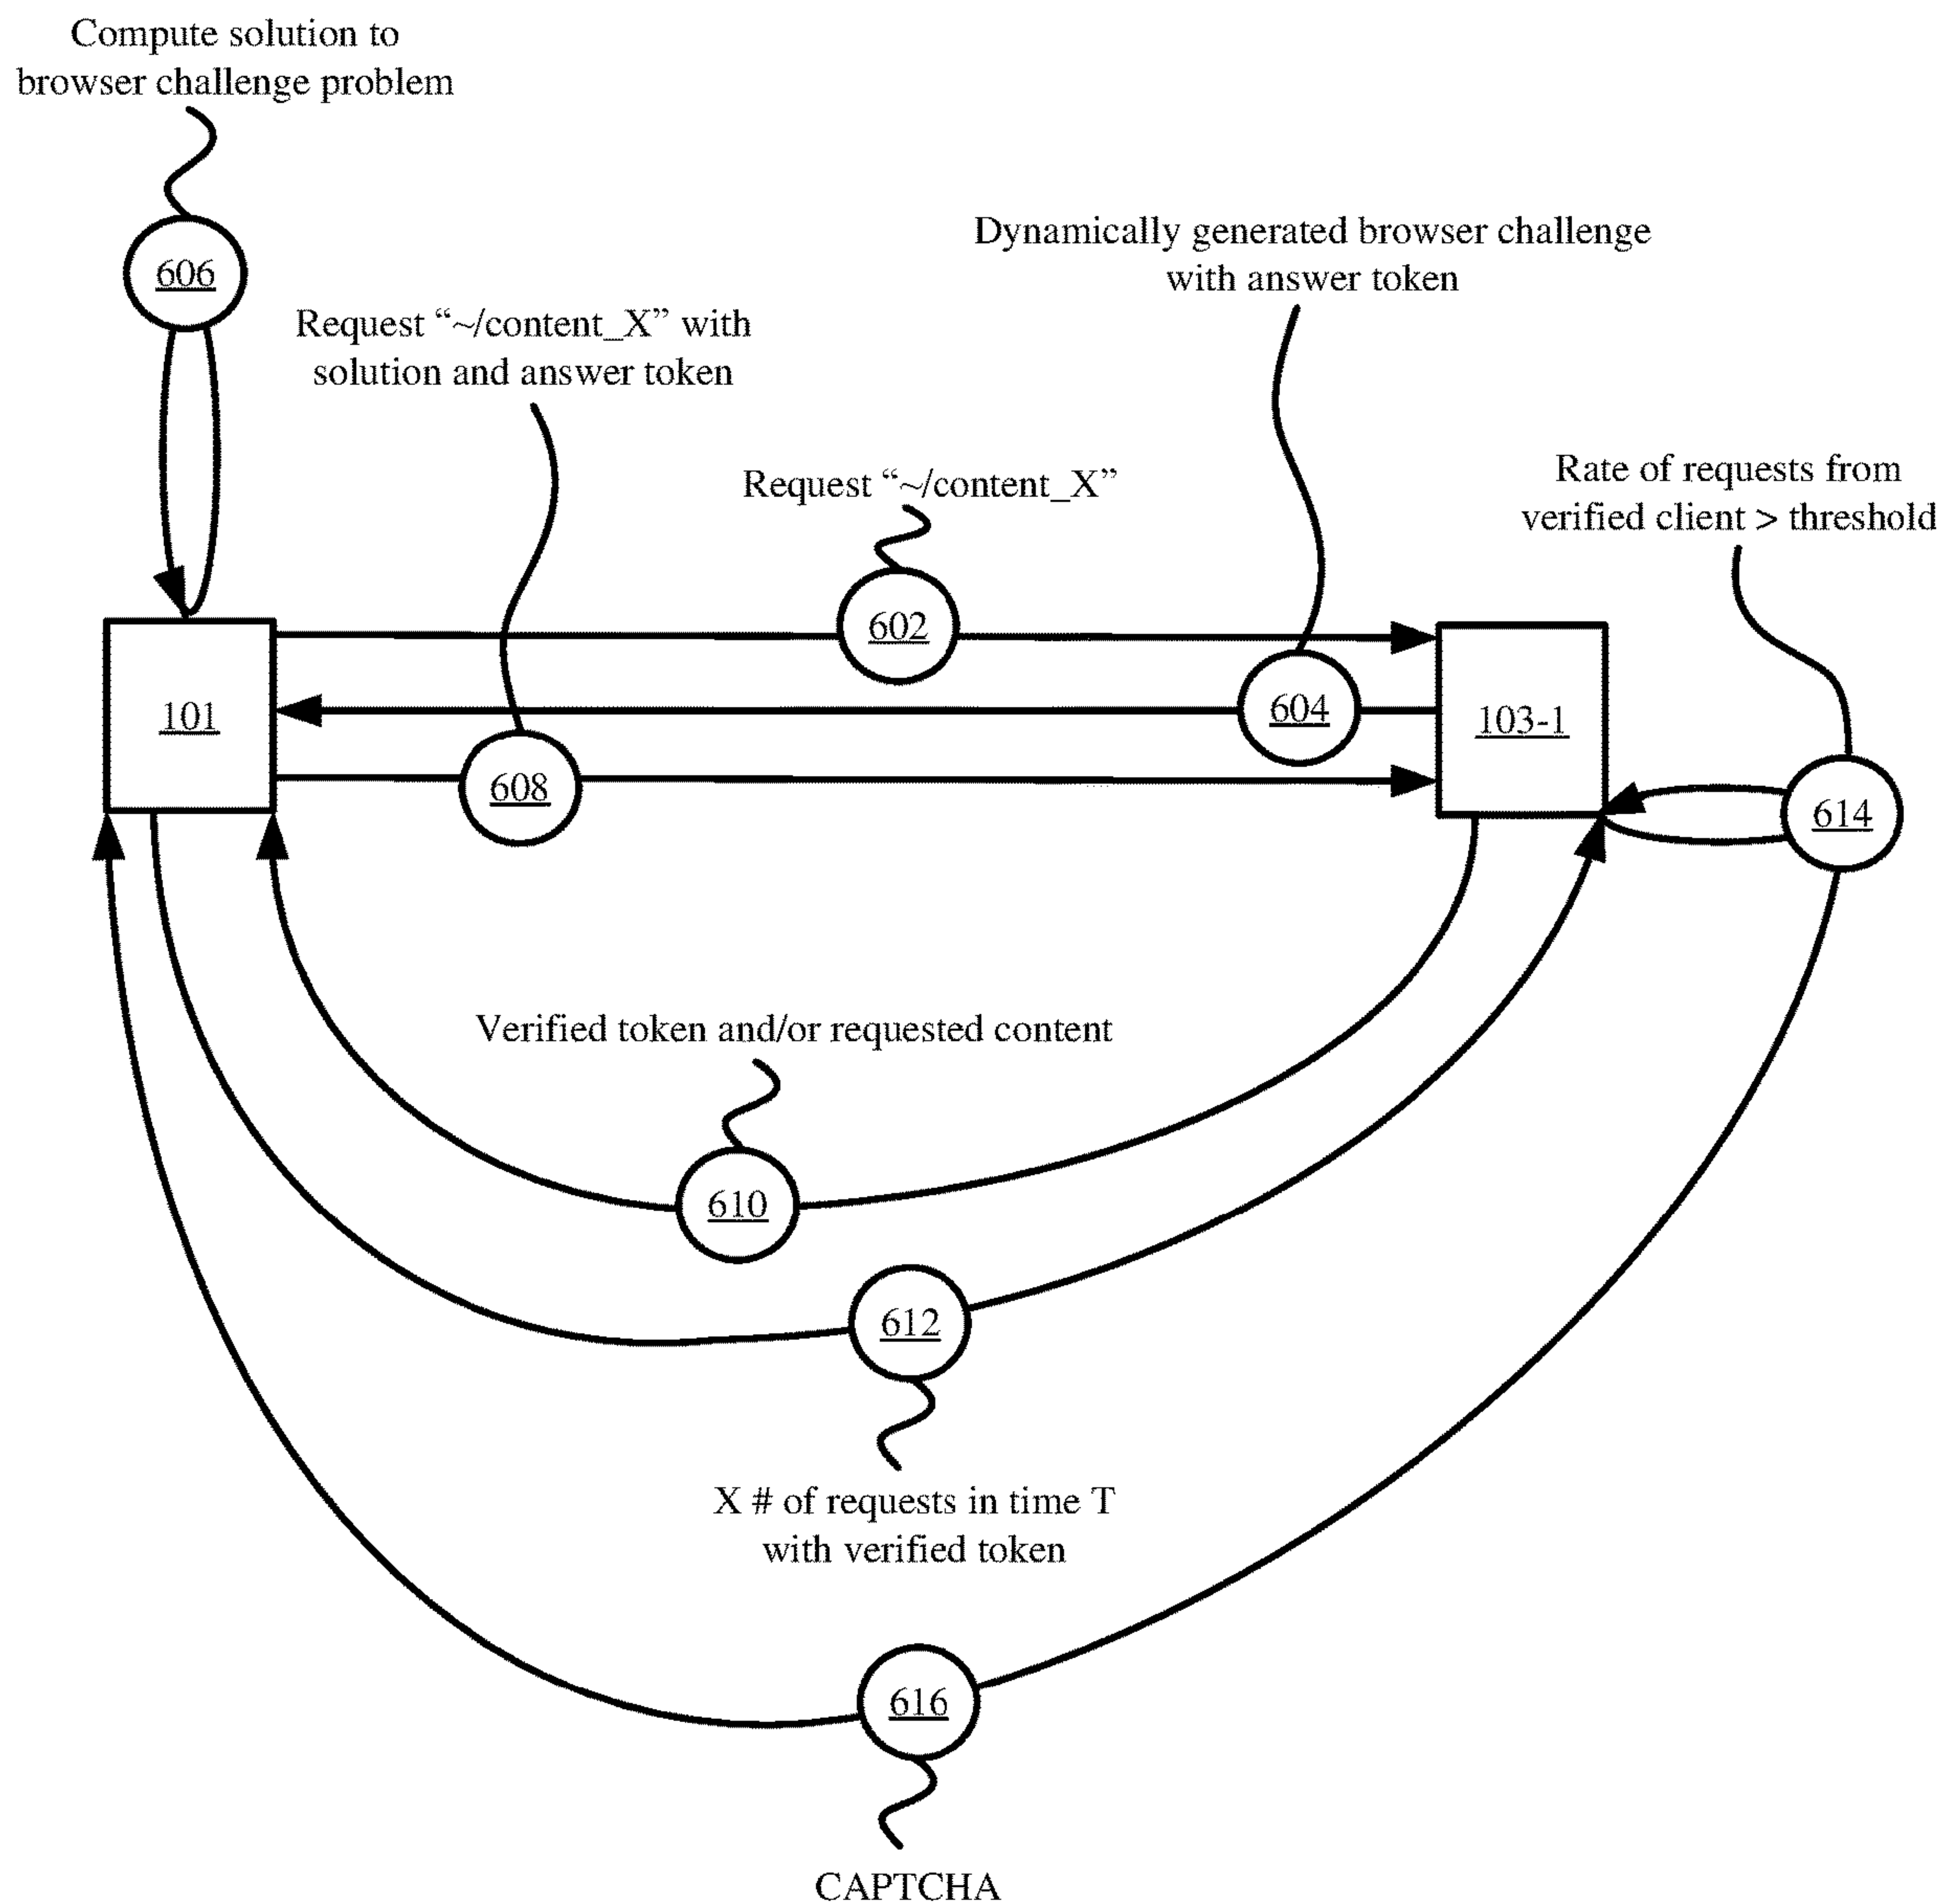 Compute solution to
browser challenge problem
606
Dynamically generated browser challenge
with answer token
Request “~/content_X” with
solution and answer token
Request “~/content_X”
Rate of requests from
verified client > threshold
602
604
101
103-1
608
614
Verified token and/or requested content
610
612
X # of requests in time T
with verified token
616
CAPTCHA